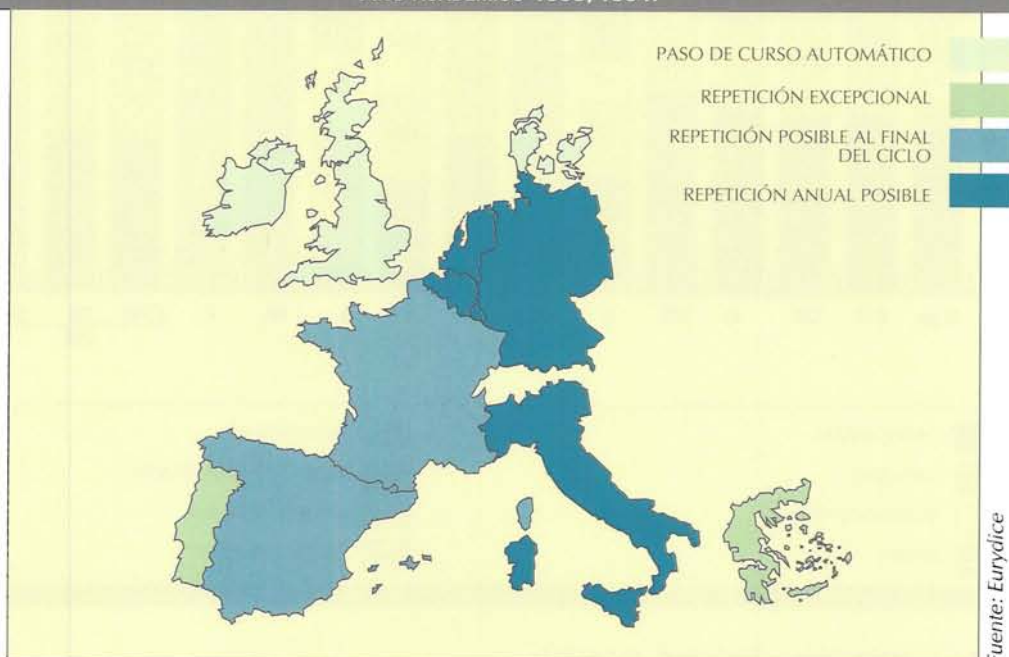 PASO DE CURSO AUTOMÁTICO
REPETICIÓN EXCEPCIONAL
REPETICIÓN POSIBLE AL FINAL
DEL CICLO
REPETICIÓN ANUAL POSIBLE
Fuente: Eurydice